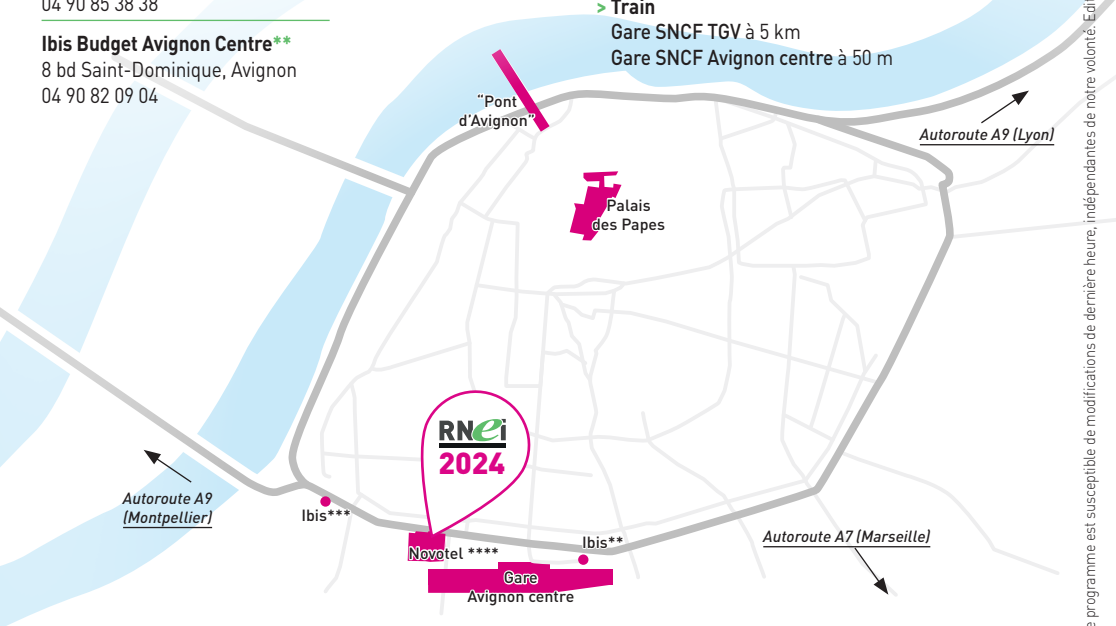 04 90 85 38 38
Ibis Budget Avignon Centre**
8 bd Saint-Dominique, Avignon
04 90 82 09 04
> Train
Gare SNCF TGV à 5 km
Gare SNCF Avignon centre à 50 m
"Pont
d'Avignon"
Autoroute A9 (Lyon)
Palais
des Papes
RNei
2024
Autoroute A9
(Montpellier)
Ibis***
Novotel ****
Ibis**
Gare
Avignon centre
Autoroute A7 (Marseille)
programme est susceptible de modifications de dernière heure, indépendantes de notre volonté.